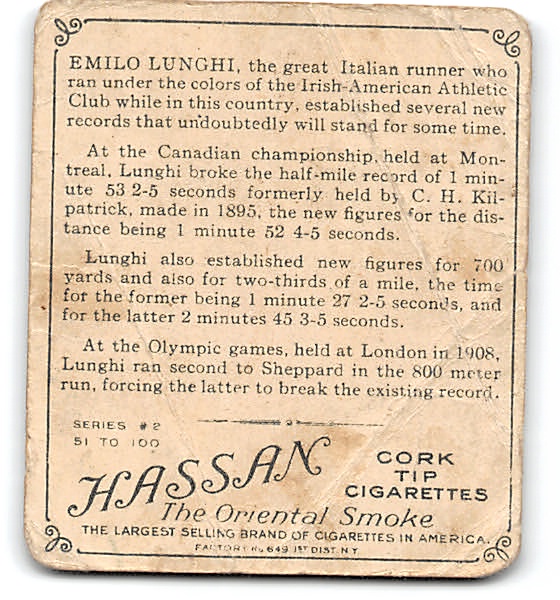 EMILO LUNGHI, the great Italian runner who
ran under the colors of the Irish-American Athletic
Club while in this country, established several new
records that undoubtedly will stand for some time.
At the Canadian championship, held at Mon-
treal, Lunghi broke the half-mile record of 1 min-
ute 53 2-5 seconds formerly held by C. H. Kil-
patrick, made in 1895, the new figures for the dis-
tance being 1 minute 52 4-5 seconds.
Lunghi also established new figures for 700
yards and also for two-thirds of a mile, the time
for the former being 1 minute 27 2-5 seconds, and
for the latter 2 minutes 45 3-5 seconds.
At the Olympic games, held at London in 1908,
Lunghi ran second to Sheppard in the 800 meter
run, forcing the latter to break the existing record.
SERIES #2
51 TO 100
HASSAN
CORK
TIP
CIGARETTES
The Oriental Smoke
THE LARGEST SELLING BRAND OF CIGARETTES IN AMERICA.
FACTORY No 649 1ST DIST. N.Y.